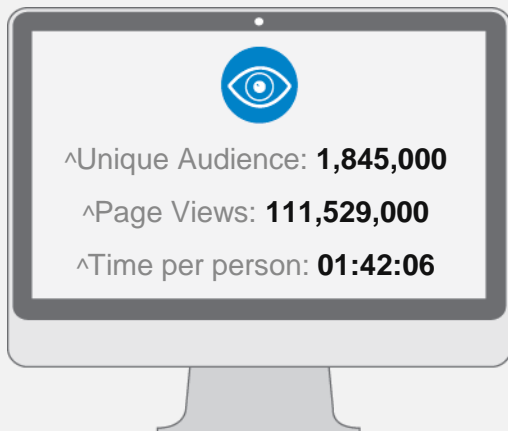 ^Unique Audience: 1,845,000
^Page Views: 111,529,000
^Time per person: 01:42:06